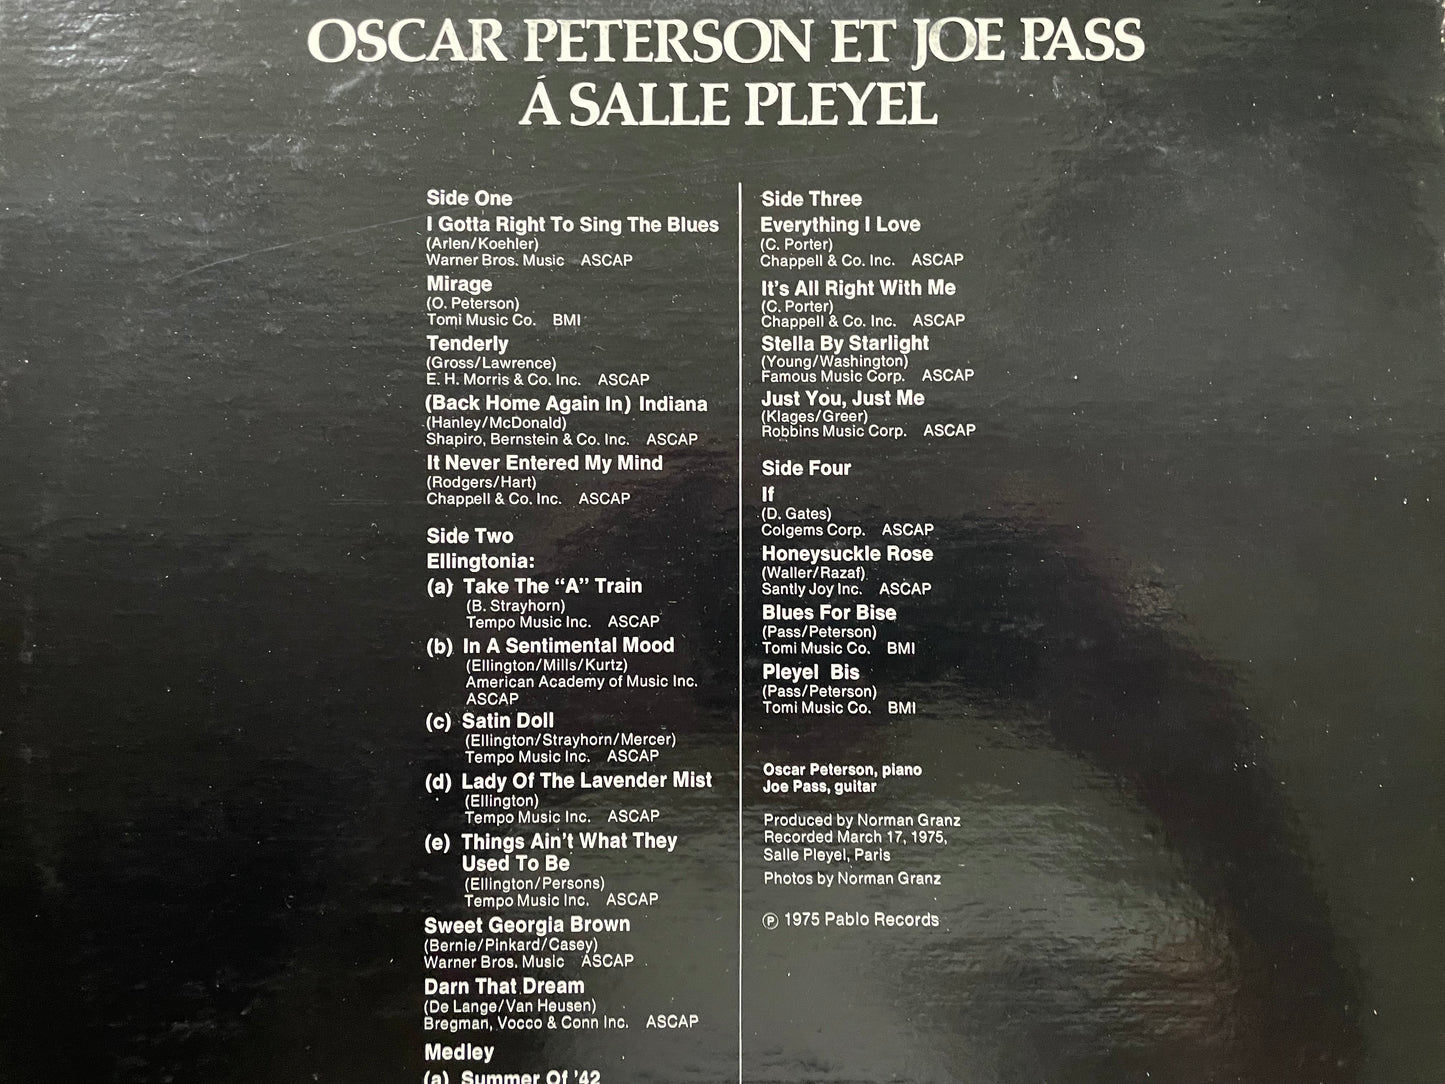 OSCAR PETERSON ET JOE PASS
Á SALLE PLEYEL
Side One
I Gotta Right To Sing The Blues
(Arlen/Koehler)
Warner Bros. Music ASCAP
Mirage
(O. Peterson)
Tomi Music Co. BMI
Tenderly
(Gross/Lawrence)
E. H. Morris & Co. Inc. ASCAP
(Back Home Again In) Indiana
(Hanley/McDonald)
Shapiro, Bernstein & Co. Inc. ASCAP
It Never Entered My Mind
(Rodgers/Hart)
Chappell & Co. Inc. ASCAP
Side Two
Ellingtonia:
(a) Take The “A” Train
(B. Strayhorn)
Tempo Music Inc. ASCAP
(b) In A Sentimental Mood
(Ellington/Mills/Kurtz)
American Academy of Music Inc.
ASCAP
(c) Satin Doll
(Ellington/Strayhorn/Mercer)
Tempo Music Inc. ASCAP
(d) Lady Of The Lavender Mist
(Ellington)
Tempo Music Inc. ASCAP
(e) Things Ain't What They
Used To Be
(Ellington/Persons)
Tempo Music Inc. ASCAP
Sweet Georgia Brown
(Bernie/Pinkard/Casey)
Warner Bros. Music ASCAP
Darn That Dream
(De Lange/Van Heusen)
Bregman, Vocco & Conn Inc. ASCAP
Medley
(a) Summer Of '42
Side Three
Everything I Love
(C. Porter)
Chappell & Co. Inc. ASCAP
It's All Right With Me
(C. Porter)
Chappell & Co. Inc. ASCAP
Stella By Starlight
(Young/Washington)
Famous Music Corp. ASCAP
Just You, Just Me
(Klages/Greer)
Robbins Music Corp. ASCAP
Side Four
If
(D. Gates)
Colgems Corp. ASCAP
Honeysuckle Rose
(Waller/Razaf)
Santly Joy Inc. ASCAP
Blues For Bise
(Pass/Peterson)
Tomi Music Co. BMI
Pleyel Bis
(Pass/Peterson)
Tomi Music Co. BMI
Oscar Peterson, piano
Joe Pass, guitar
Produced by Norman Granz
Recorded March 17, 1975,
Salle Pleyel, Paris
Photos by Norman Granz
℗ 1975 Pablo Records